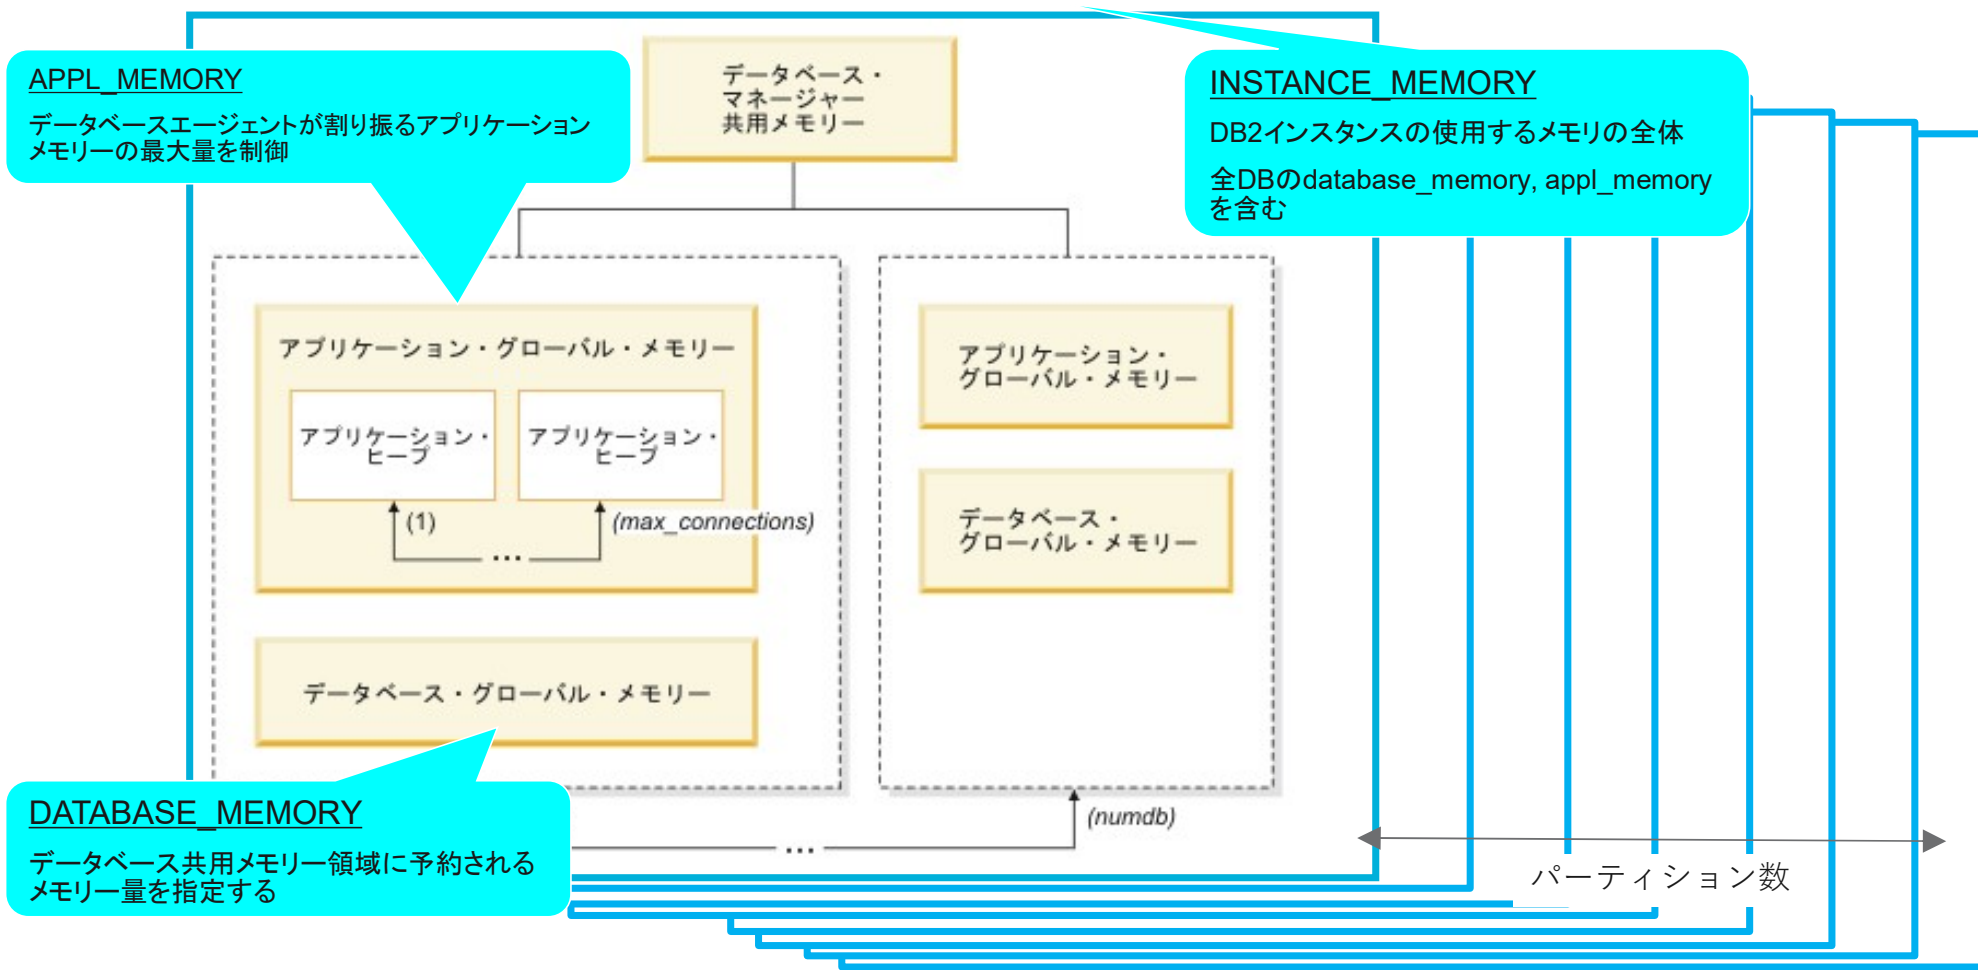 APPL_MEMORY
データベースエージェントが割り振るアプリケーション
メモリーの最大量を制御
データベース・
マネージャー
共用メモリー
INSTANCE_MEMORY
DB2インスタンスの使用するメモリの全体
全DBのdatabase_memory, appl_memory
を含む
アプリケーション・グローバル・メモリー
アプリケーション・
ヒープ
アプリケーション・
ヒープ
(1)
...
(max_connections)
データベース・グローバル・メモリー
アプリケーション・
グローバル・メモリー
データベース・
グローバル・メモリー
DATABASE_MEMORY
データベース共用メモリー領域に予約される
メモリー量を指定する
...
(numdb)
パーティション数